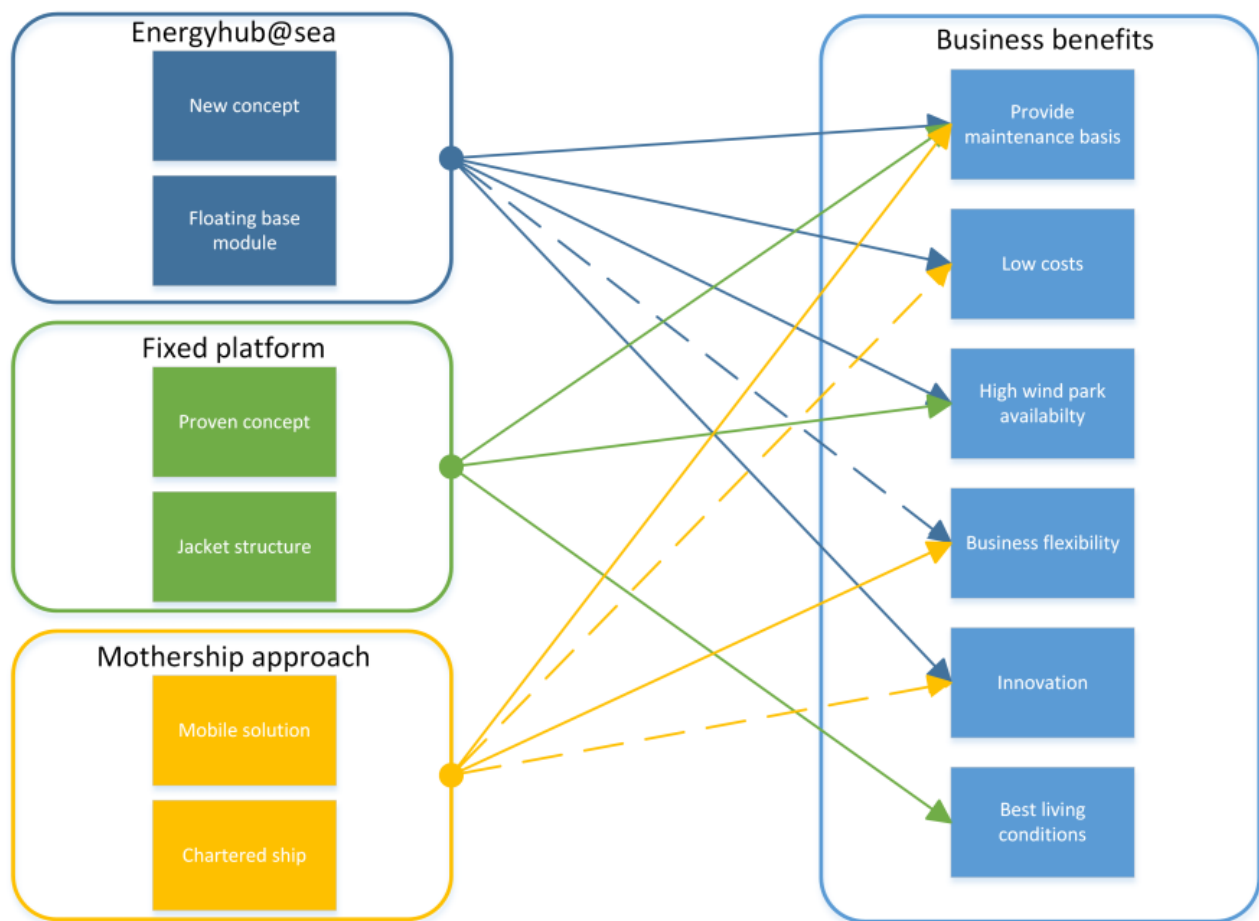 Energyhub@sea
New concept
Floating base
module
Fixed platform
Proven concept
Jacket structure
Mothership approach
Mobile solution
Chartered ship
Business benefits
Provide
maintenance basis
Low costs
High wind park
availabilty
Business flexibility
Innovation
Best living
conditions